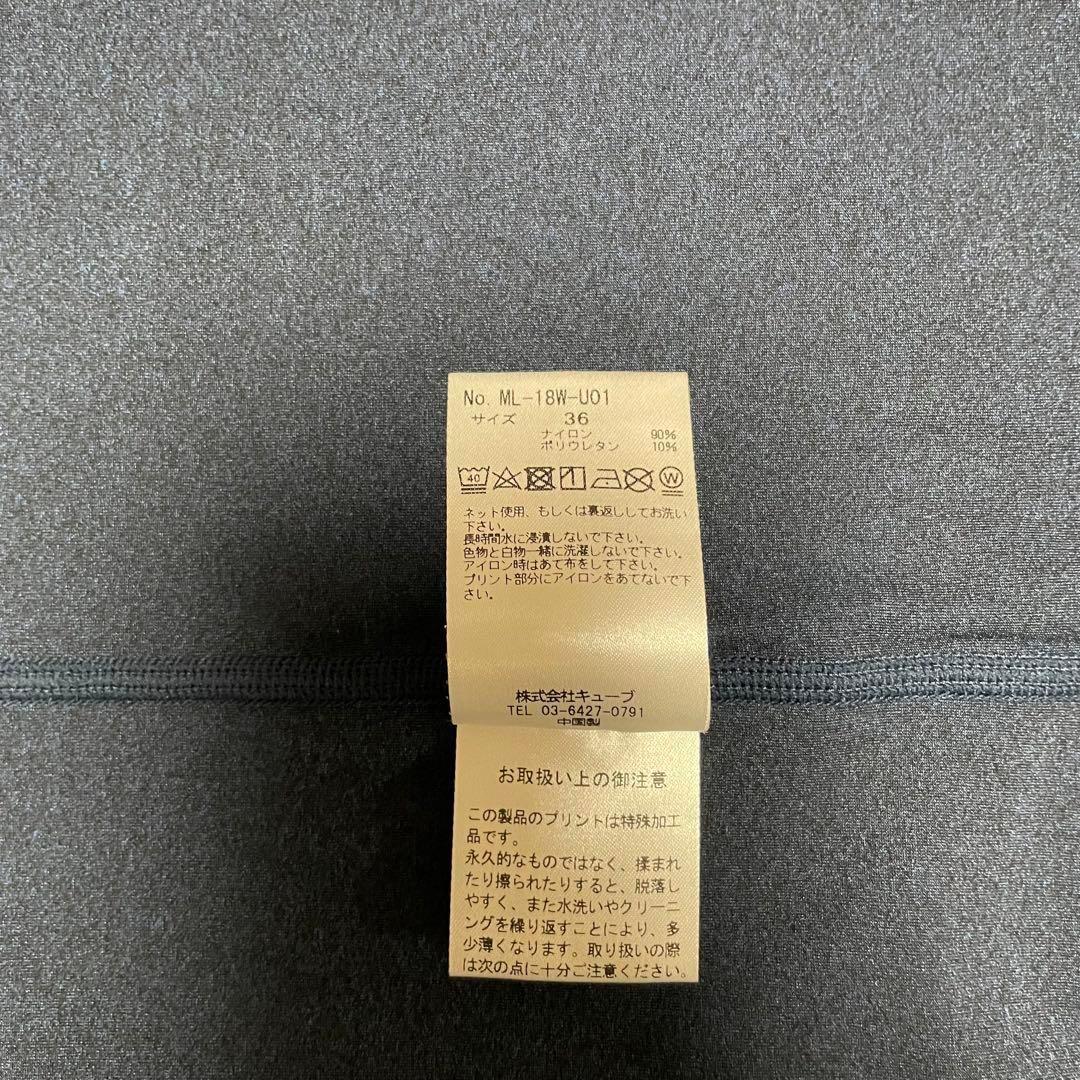 No. ML-18W-U01
サイズ 36
ナイロン 90%
ポリウレタン 10%
40 W
ネット使用、もしくは裏返ししてお洗い
下さい。
長時間水に浸漬しないで下さい。
色物と白物一緒に洗濯しないで下さい。
アイロン時はあて布をして下さい。
プリント部分にアイロンをあてないで下
さい。
株式会社キューブ
TEL 03-6427-0791
中国製
お取扱い上の御注意
この製品のプリントは特殊加工
品です。
永久的なものではなく、揉まれ
たり擦られたりすると、脱落し
やすく、また水洗いやクリーニ
ングを繰り返すことにより、多
少薄くなります。取り扱いの際
は次の点に十分ご注意ください。